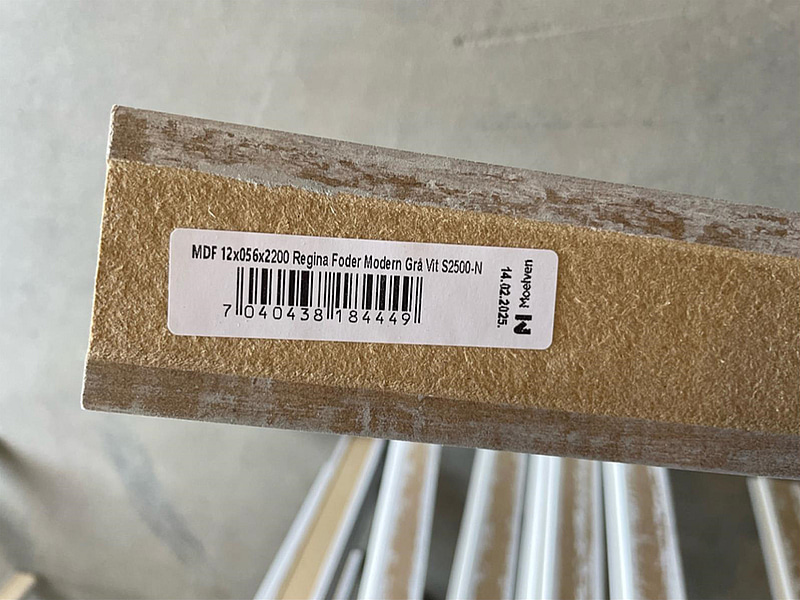 MDF 12x056x2200 Regina Foder Modern Grå Vit S2500-N
7 040438 184449
Moelven
14.02.2025.